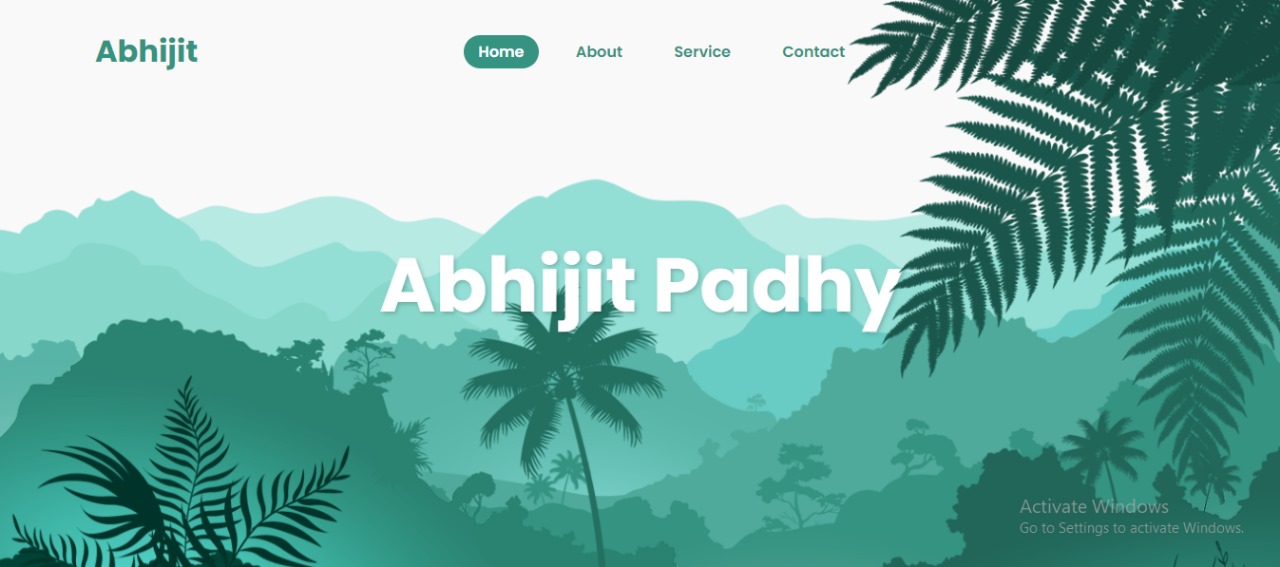 Abhijit
Home About Service Contact
Abhijit Padhy
Activate Windows
Go to Settings to activate Windows.